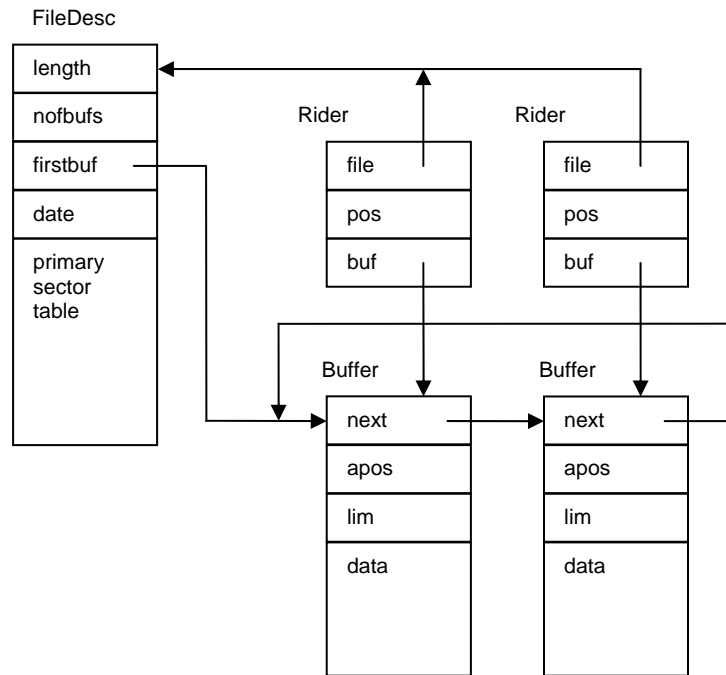 FileDesc
length
nofbufs
firstbuf
date
primary
sector
table
Rider
file
pos
buf
Rider
file
pos
buf
Buffer
next
apos
lim
data
Buffer
next
apos
lim
data